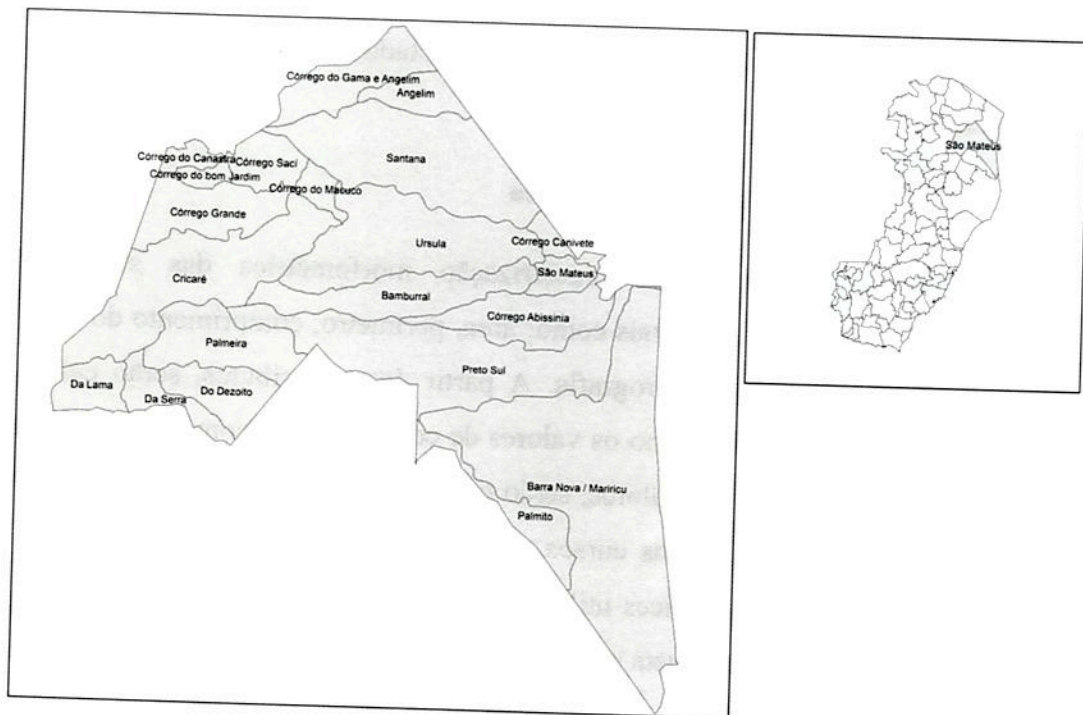 Córrego do Gama e Angelim
Angelim
Santana
Córrego do Canastra
Córrego Sací
Córrego do bom Jardim
Córrego do Macuco
Córrego Grande
Ursula
Córrego Canivete
São Mateus
Cricaré
Bamburral
Córrego Abissinia
Palmeira
Preto Sul
Da Lama
Da Serra
Do Dezoito
Barra Nova / Mariricu
Palmito
São Mateus